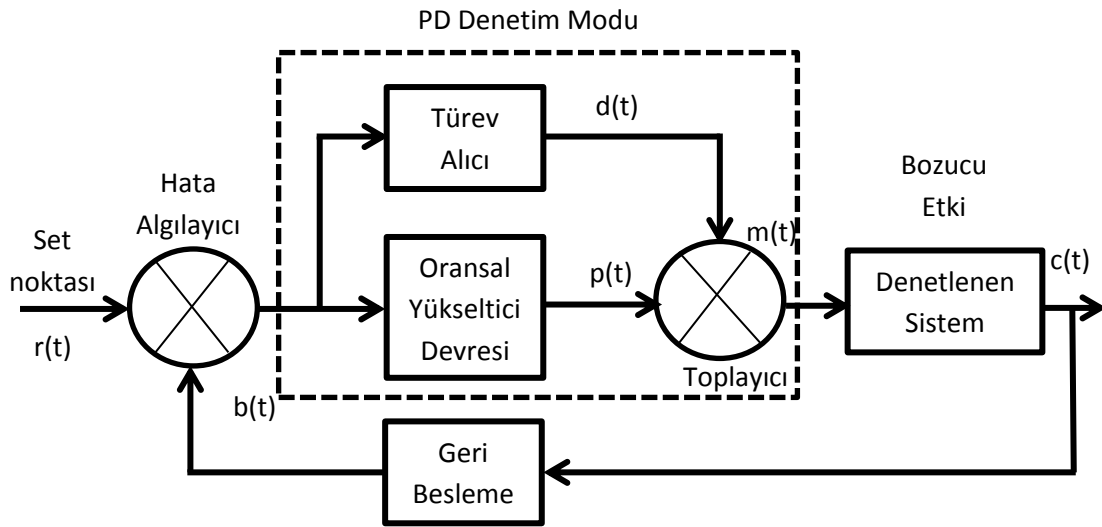 PD Denetim Modu
Türev
Alıcı
d(t)
Hata
Algılayıcı
Bozucu
Etki
Set
noktası
r(t)
Oransal
Yükseltici
Devresi
p(t)
m(t)
Toplayıcı
Denetlenen
Sistem
c(t)
b(t)
Geri
Besleme